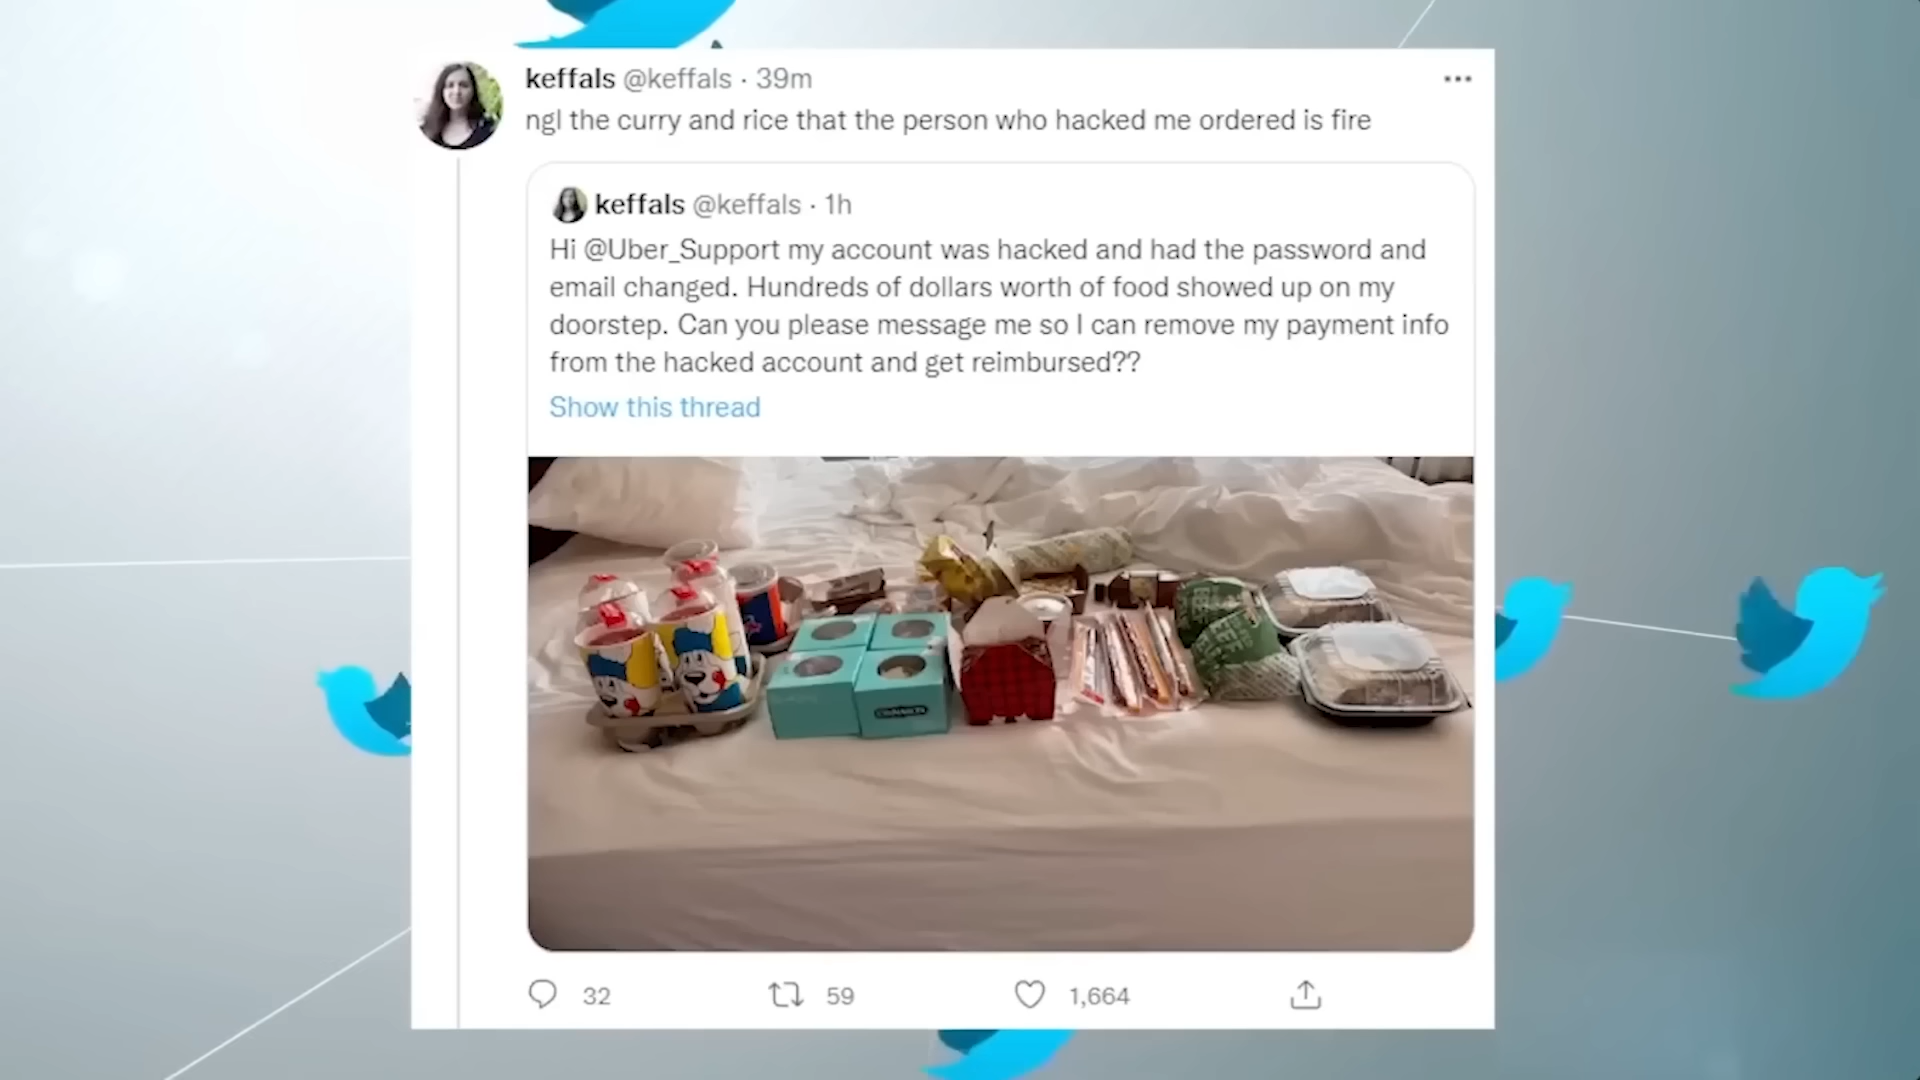 keffals @keffals · 39m
ngl the curry and rice that the person who hacked me ordered is fire
keffals @keffals · 1h
Hi @Uber_Support my account was hacked and had the password and
email changed. Hundreds of dollars worth of food showed up on my
doorstep. Can you please message me so I can remove my payment info
from the hacked account and get reimbursed??
Show this thread
CINNABON
32
59
1,664